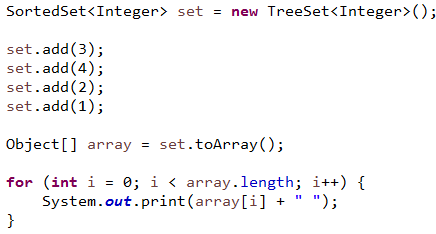 SortedSet<Integer> set = new TreeSet<Integer>();
set.add(3);
set.add(4);
set.add(2);
set.add(1);
Object[] array = set.toArray();
for (int i = 0; i < array.length; i++) {
    System.out.print(array[i] + " ");
}